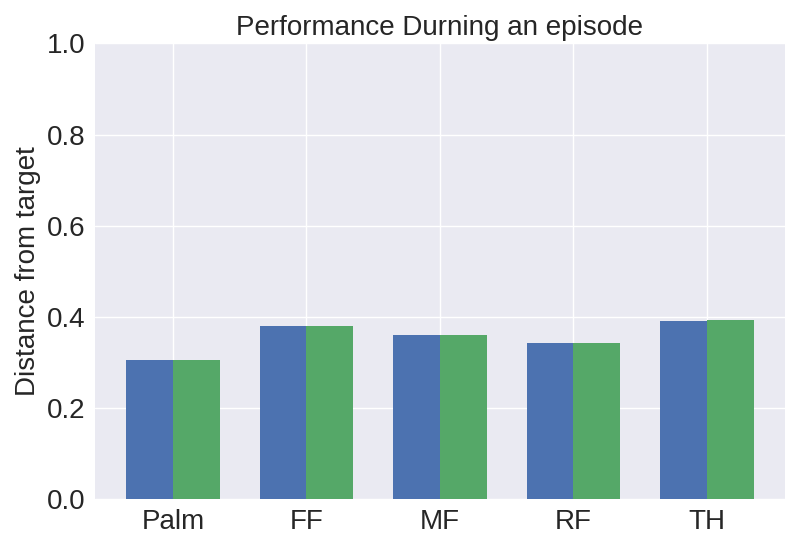 Performance Durning an episode
Distance from target
1.0
0.8
0.6
0.4
0.2
0.0
Palm FF MF RF TH